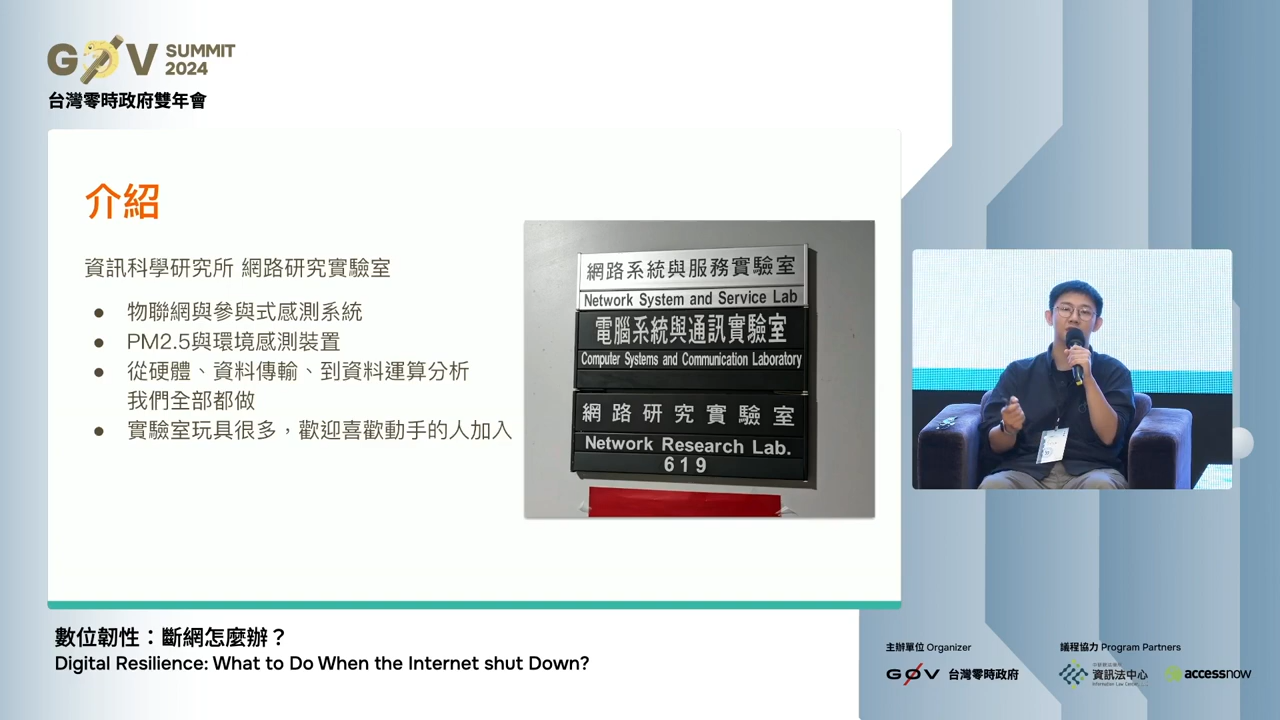 G0V SUMMIT 2024
台灣零時政府雙年會
介紹
資訊科學研究所 網路研究實驗室
● 物聯網與參與式感測系統
● PM2.5與環境感測裝置
● 從硬體、資料傳輸、到資料運算分析
我們全部都做
● 實驗室玩具很多，歡迎喜歡動手的人加入
網路系統與服務實驗室
Network System and Service Lab
電腦系統與通訊實驗室
Computer Systems and Communication Laboratory
網路研究實驗室
Network Research Lab.
619
數位韌性：斷網怎麼辦？
Digital Resilience: What to Do When the Internet shut Down?
主辦單位 Organizer
G0V 台灣零時政府
議程協力 Program Partners
資訊法中心
Information Law Center
accessnow